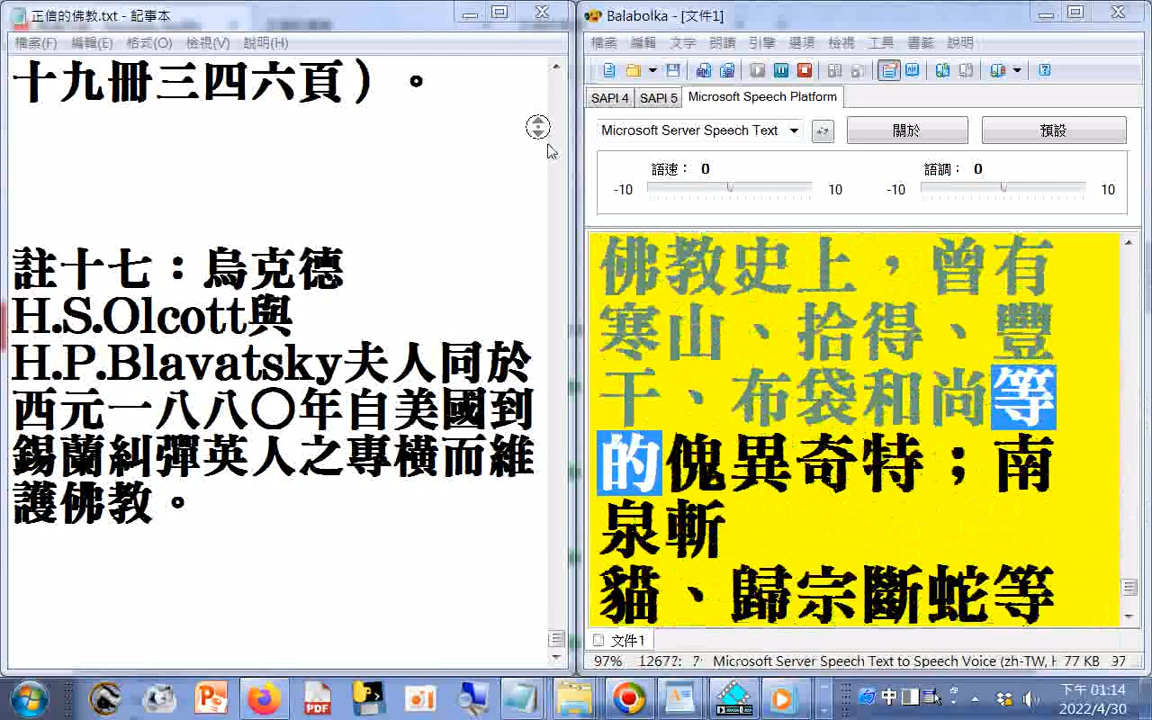 正信的佛教.txt - 記事本
檔案(F) 編輯(E) 格式(O) 檢視(V) 說明(H)
十九冊三四六頁）。
註十七：烏克德
H.S.Olcott與
H.P.Blavatsky夫人同於
西元一八八〇年自美國到
錫蘭糾彈英人之專橫而維
護佛教。
Balabolka - [文件1]
檔案 編輯 文字 朗讀 引擎 選項 檢視 工具 書籤 說明
SAPI 4 SAPI 5 Microsoft Speech Platform
Microsoft Server Speech Text 關於 預設
語速： 0 語調： 0
-10 10 -10 10
佛教史上，曾有
寒山、拾得、豐
干、布袋和尚等
的傀異奇特；南
泉斬
貓、歸宗斷蛇等
文件1
97% 12672: ?· Microsoft Server Speech Text to Speech Voice (zh-TW, H 77 KB 97
PDF
中
下午 01:14
2022/4/30